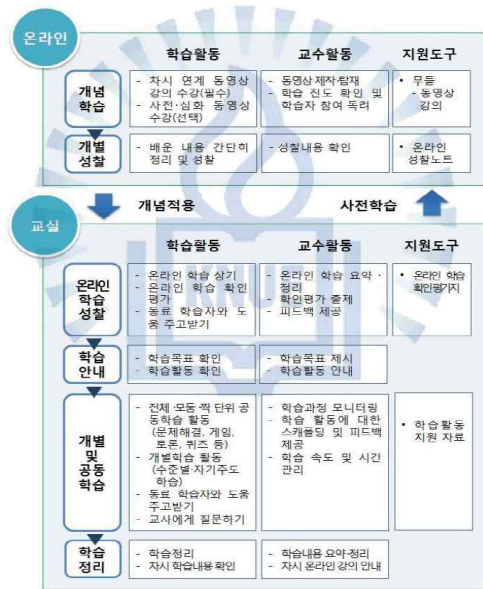 온라인
학습활동 교수활동 지원도구
개념
학습
- 차시 연계 동영상
강의 수강(필수)
- 사전·심화 동영상
수강(선택)
- 동영상 제작·탑재
- 학습 진도 확인 및
학습자 참여 독려
• 무들
- 동영상
강의
개별
성찰
- 배운 내용 간단히
정리 및 성찰
- 성찰내용 확인
• 온라인
성찰노트
개념적용 사전학습
교실
학습활동 교수활동 지원도구
온라인
학습
성찰
- 온라인 학습 상기
- 온라인 학습 확인
평가
- 동료 학습자와 도
움 주고받기
- 온라인 학습 요약·
정리
- 확인평가 출제
- 피드백 제공
• 온라인 학습
확인평가지
학습
안내
- 학습목표 확인
- 학습활동 확인
- 학습목표 제시
- 학습활동 안내
개별
및
공동
학습
- 전체·모둠·짝 단위 공
동학습 활동
(문제해결, 게임,
토론, 퀴즈 등)
- 개별학습 활동
(수준별·자기주도
학습)
- 동료 학습자와 도움
주고받기
- 교사에게 질문하기
- 학습과정 모니터링
- 학습 활동에 대한
스캐폴딩 및 피드백
제공
- 학습 속도 및 시간
관리
• 학습활동
지원 자료
학습
정리
- 학습정리
- 차시 학습내용 확인
- 학습내용 요약·정리
- 차시 온라인 강의 안내